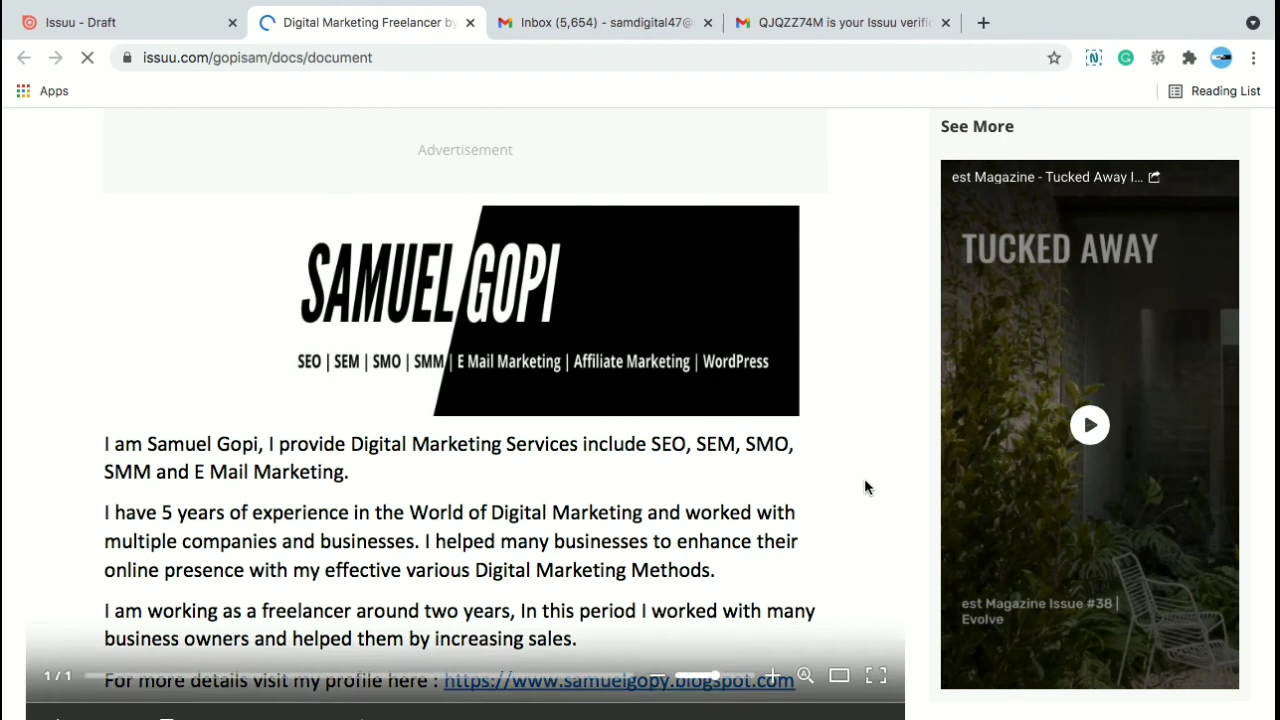 Issuu - Draft
Digital Marketing Freelancer by
Inbox (5,654) - samdigital47@
QJQZZ74M is your Issuu verific
issuu.com/gopisam/docs/document
Apps
Reading List
Advertisement
SAMUEL GOPI
SEO | SEM | SMO | SMM | E Mail Marketing | Affiliate Marketing | WordPress
I am Samuel Gopi, I provide Digital Marketing Services include SEO, SEM, SMO,
SMM and E Mail Marketing.
I have 5 years of experience in the World of Digital Marketing and worked with
multiple companies and businesses. I helped many businesses to enhance their
online presence with my effective various Digital Marketing Methods.
I am working as a freelancer around two years, In this period I worked with many
business owners and helped them by increasing sales.
1 / 1
For more details visit my profile here : https://www.samuelgopy.blogspot.com
See More
est Magazine - Tucked Away I...
TUCKED AWAY
est Magazine Issue #38 |
Evolve